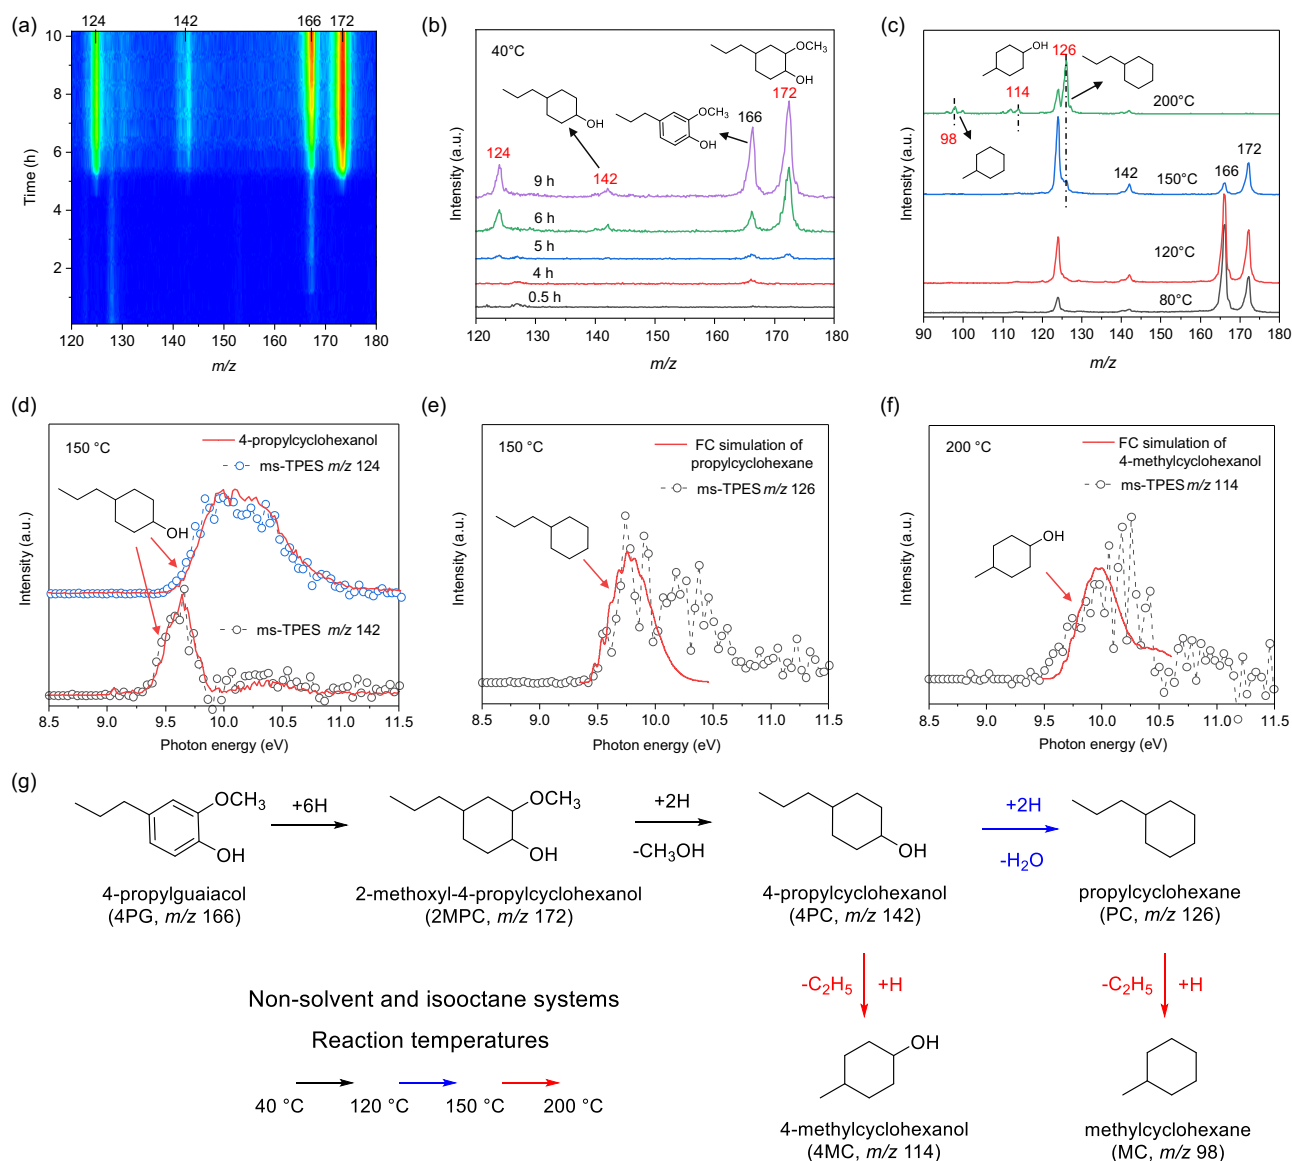 (a)
124 142 166 172
10
8
6
4
2
Time (h)
120 130 140 150 160 170 180
m/z
(b)
40°C
OCH3
OH
172
OCH3
OH
166
OH
124
142
9 h
6 h
5 h
4 h
0.5 h
Intensity (a.u.)
120 130 140 150 160 170 180
m/z
(c)
OH
126
114
98
200°C
172
166
142
150°C
120°C
80°C
Intensity (a.u.)
90 100 110 120 130 140 150 160 170 180
m/z
(d)
150 °C
4-propylcyclohexanol
ms-TPES m/z 124
OH
ms-TPES m/z 142
Intensity (a.u.)
8.5 9.0 9.5 10.0 10.5 11.0 11.5
Photon energy (eV)
(e)
150 °C
FC simulation of
propylcyclohexane
ms-TPES m/z 126
Intensity (a.u.)
8.5 9.0 9.5 10.0 10.5 11.0 11.5
Photon energy (eV)
(f)
200 °C
FC simulation of
4-methylcyclohexanol
ms-TPES m/z 114
OH
Intensity (a.u.)
8.5 9.0 9.5 10.0 10.5 11.0 11.5
Photon energy (eV)
(g)
OCH3
OH
+6H
OCH3
OH
+2H
-CH3OH
OH
+2H
-H2O
4-propylguaiacol
(4PG, m/z 166)
2-methoxyl-4-propylcyclohexanol
(2MPC, m/z 172)
4-propylcyclohexanol
(4PC, m/z 142)
propylcyclohexane
(PC, m/z 126)
-C2H5 +H
-C2H5 +H
Non-solvent and isooctane systems
Reaction temperatures
40 °C 120 °C 150 °C 200 °C
OH
4-methylcyclohexanol
(4MC, m/z 114)
methylcyclohexane
(MC, m/z 98)